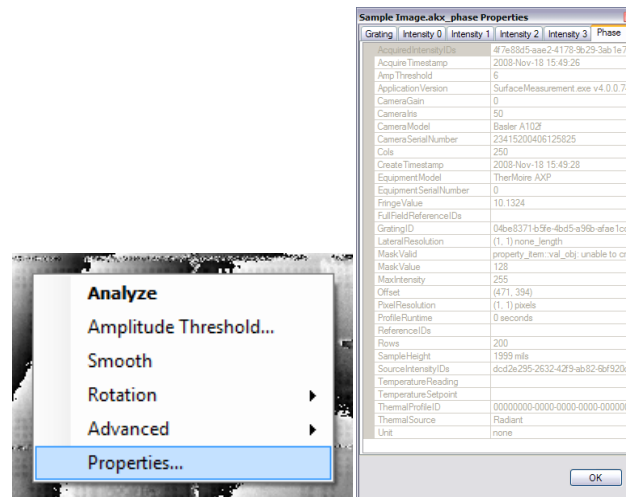 Analyze
Amplitude Threshold...
Smooth
Rotation
Advanced
Properties...
Sample Image.akx_phase Properties
Grating Intensity 0 Intensity 1 Intensity 2 Intensity 3 Phase
AcquiredIntensityIDs 4f7e88d5-aae2-4178-9b29-3ab1e7
AcquireTimestamp 2008-Nov-18 15:49:26
AmpThreshold 6
ApplicationVersion SurfaceMeasurement.exe v4.0.0.7
CameraGain 0
CameraIris 50
CameraModel Basler A102f
CameraSerialNumber 23415200406125825
Cols 250
CreateTimestamp 2008-Nov-18 15:49:28
EquipmentModel TherMoire AXP
EquipmentSerialNumber 0
FringeValue 10.1324
FullFieldReferenceIDs
GratingID 04be8371-b5fe-4bd5-a96b-afae1c
LateralResolution (1, 1) none_length
MaskValid property_item::val_obj: unable to cr
MaskValue 128
MaxIntensity 255
Offset (471, 394)
PixelResolution (1, 1) pixels
ProfileRuntime 0 seconds
ReferenceIDs
Rows 200
SampleHeight 1999 mils
SourceIntensityIDs dcd2e295-2632-42f9-ab82-6bf920
TemperatureReading
TemperatureSetpoint
ThermalProfileID 00000000-0000-0000-0000-000000
ThermalSource Radiant
Unit none
OK